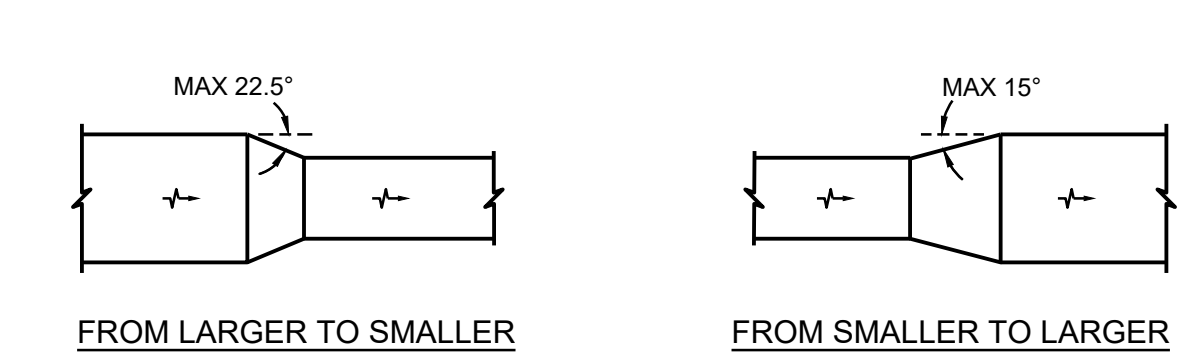 MAX 22.5°
MAX 15°
FROM LARGER TO SMALLER
FROM SMALLER TO LARGER